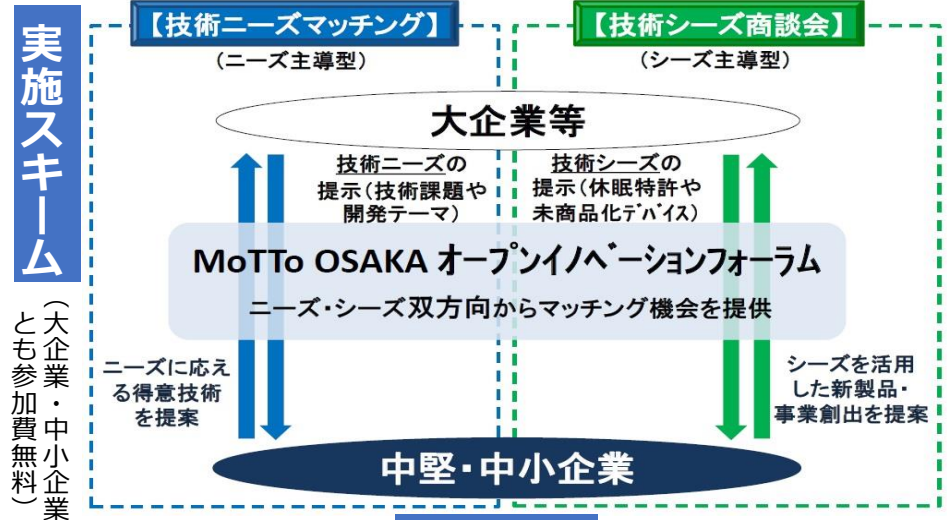 実施スキーム
(大企業・中小企業
とも参加費無料)
【技術ニーズマッチング】
(ニーズ主導型)
【技術シーズ商談会】
(シーズ主導型)
大企業等
技術ニーズの
提示(技術課題や
開発テーマ)
技術シーズの
提示(休眠特許や
未商品化ﾃﾞﾊﾞｲｽ)
MoTTo OSAKA オープンイノベーションフォーラム
ニーズ・シーズ双方向からマッチング機会を提供
ニーズに応え
る得意技術
を提案
シーズを活用
した新製品・
事業創出を提案
中堅・中小企業